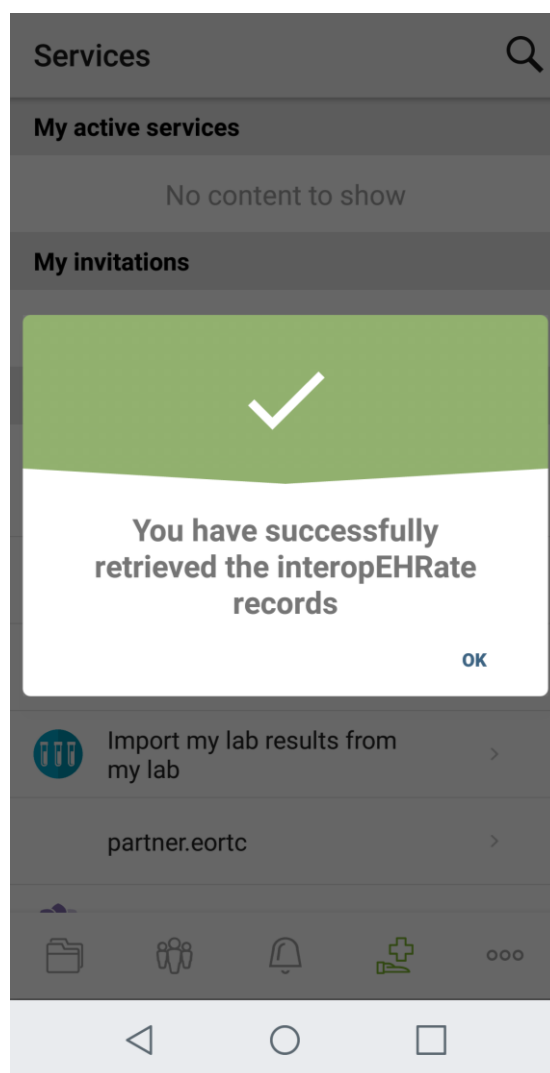 Services
My active services
No content to show
My invitations
You have successfully
retrieved the interopEHRate
records
OK
Import my lab results from
my lab
partner.eortc